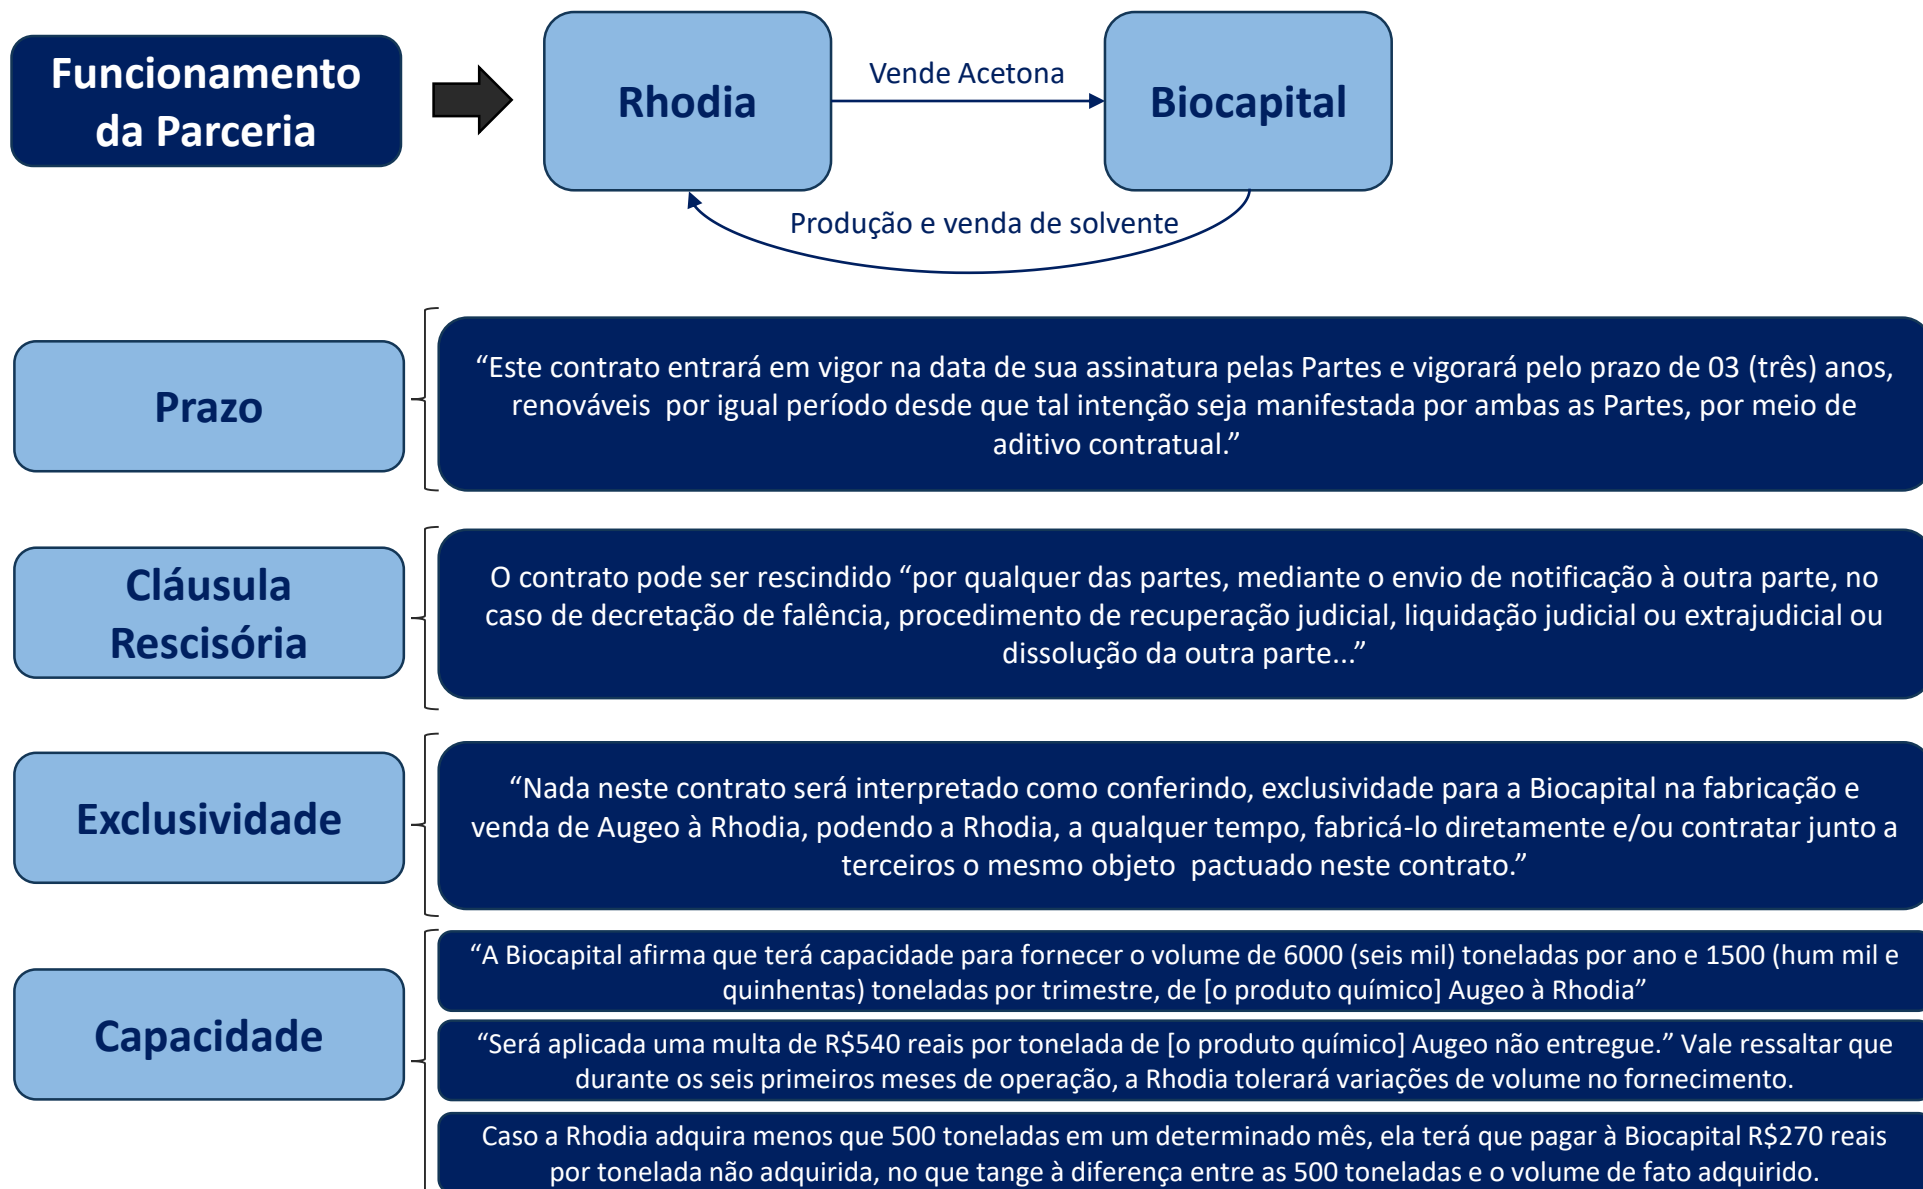 Funcionamento
da Parceria
Rhodia
Vende Acetona
Biocapital
Produção e venda de solvente
Prazo
“Este contrato entrará em vigor na data de sua assinatura pelas Partes e vigorará pelo prazo de 03 (três) anos,
renováveis por igual período desde que tal intenção seja manifestada por ambas as Partes, por meio de
aditivo contratual.”
Cláusula
Rescisória
O contrato pode ser rescindido “por qualquer das partes, mediante o envio de notificação à outra parte, no
caso de decretação de falência, procedimento de recuperação judicial, liquidação judicial ou extrajudicial ou
dissolução da outra parte...”
Exclusividade
“Nada neste contrato será interpretado como conferindo, exclusividade para a Biocapital na fabricação e
venda de Augeo à Rhodia, podendo a Rhodia, a qualquer tempo, fabricá-lo diretamente e/ou contratar junto a
terceiros o mesmo objeto pactuado neste contrato.”
Capacidade
“A Biocapital afirma que terá capacidade para fornecer o volume de 6000 (seis mil) toneladas por ano e 1500 (hum mil e
quinhentas) toneladas por trimestre, de [o produto químico] Augeo à Rhodia”
“Será aplicada uma multa de R$540 reais por tonelada de [o produto químico] Augeo não entregue.” Vale ressaltar que
durante os seis primeiros meses de operação, a Rhodia tolerará variações de volume no fornecimento.
Caso a Rhodia adquira menos que 500 toneladas em um determinado mês, ela terá que pagar à Biocapital R$270 reais
por tonelada não adquirida, no que tange à diferença entre as 500 toneladas e o volume de fato adquirido.